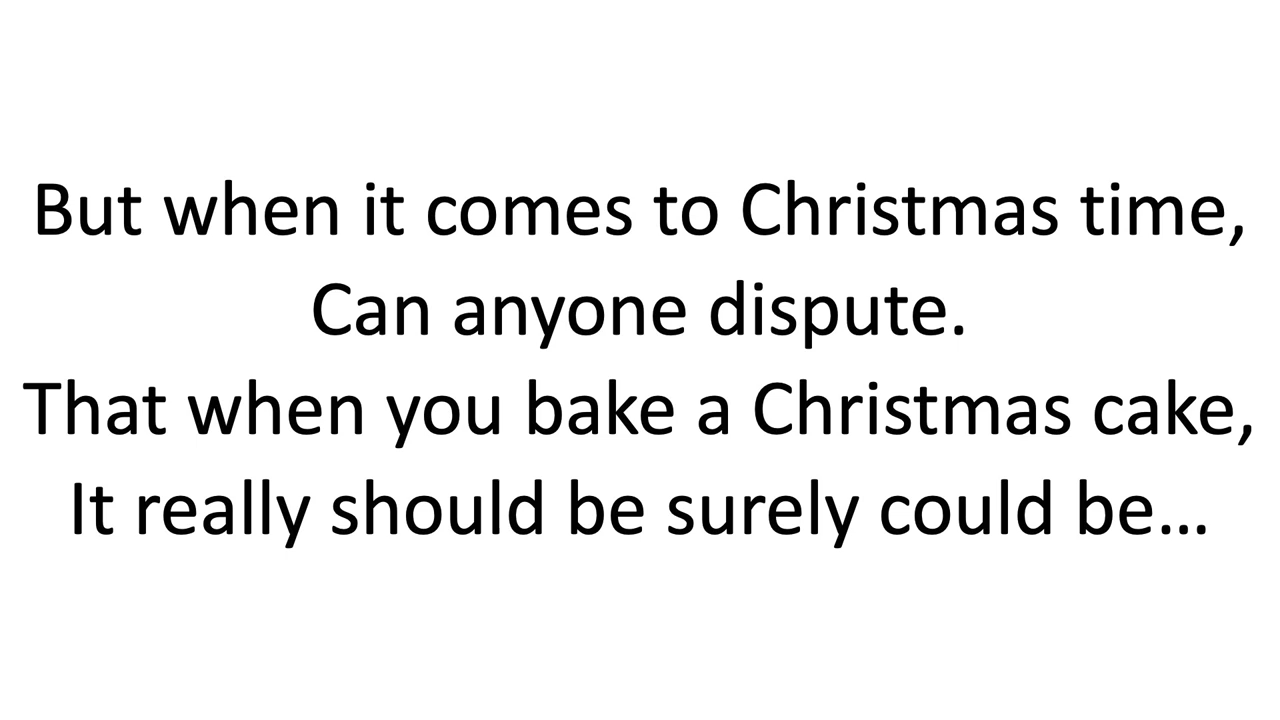 But when it comes to Christmas time,
Can anyone dispute.
That when you bake a Christmas cake,
It really should be surely could be...